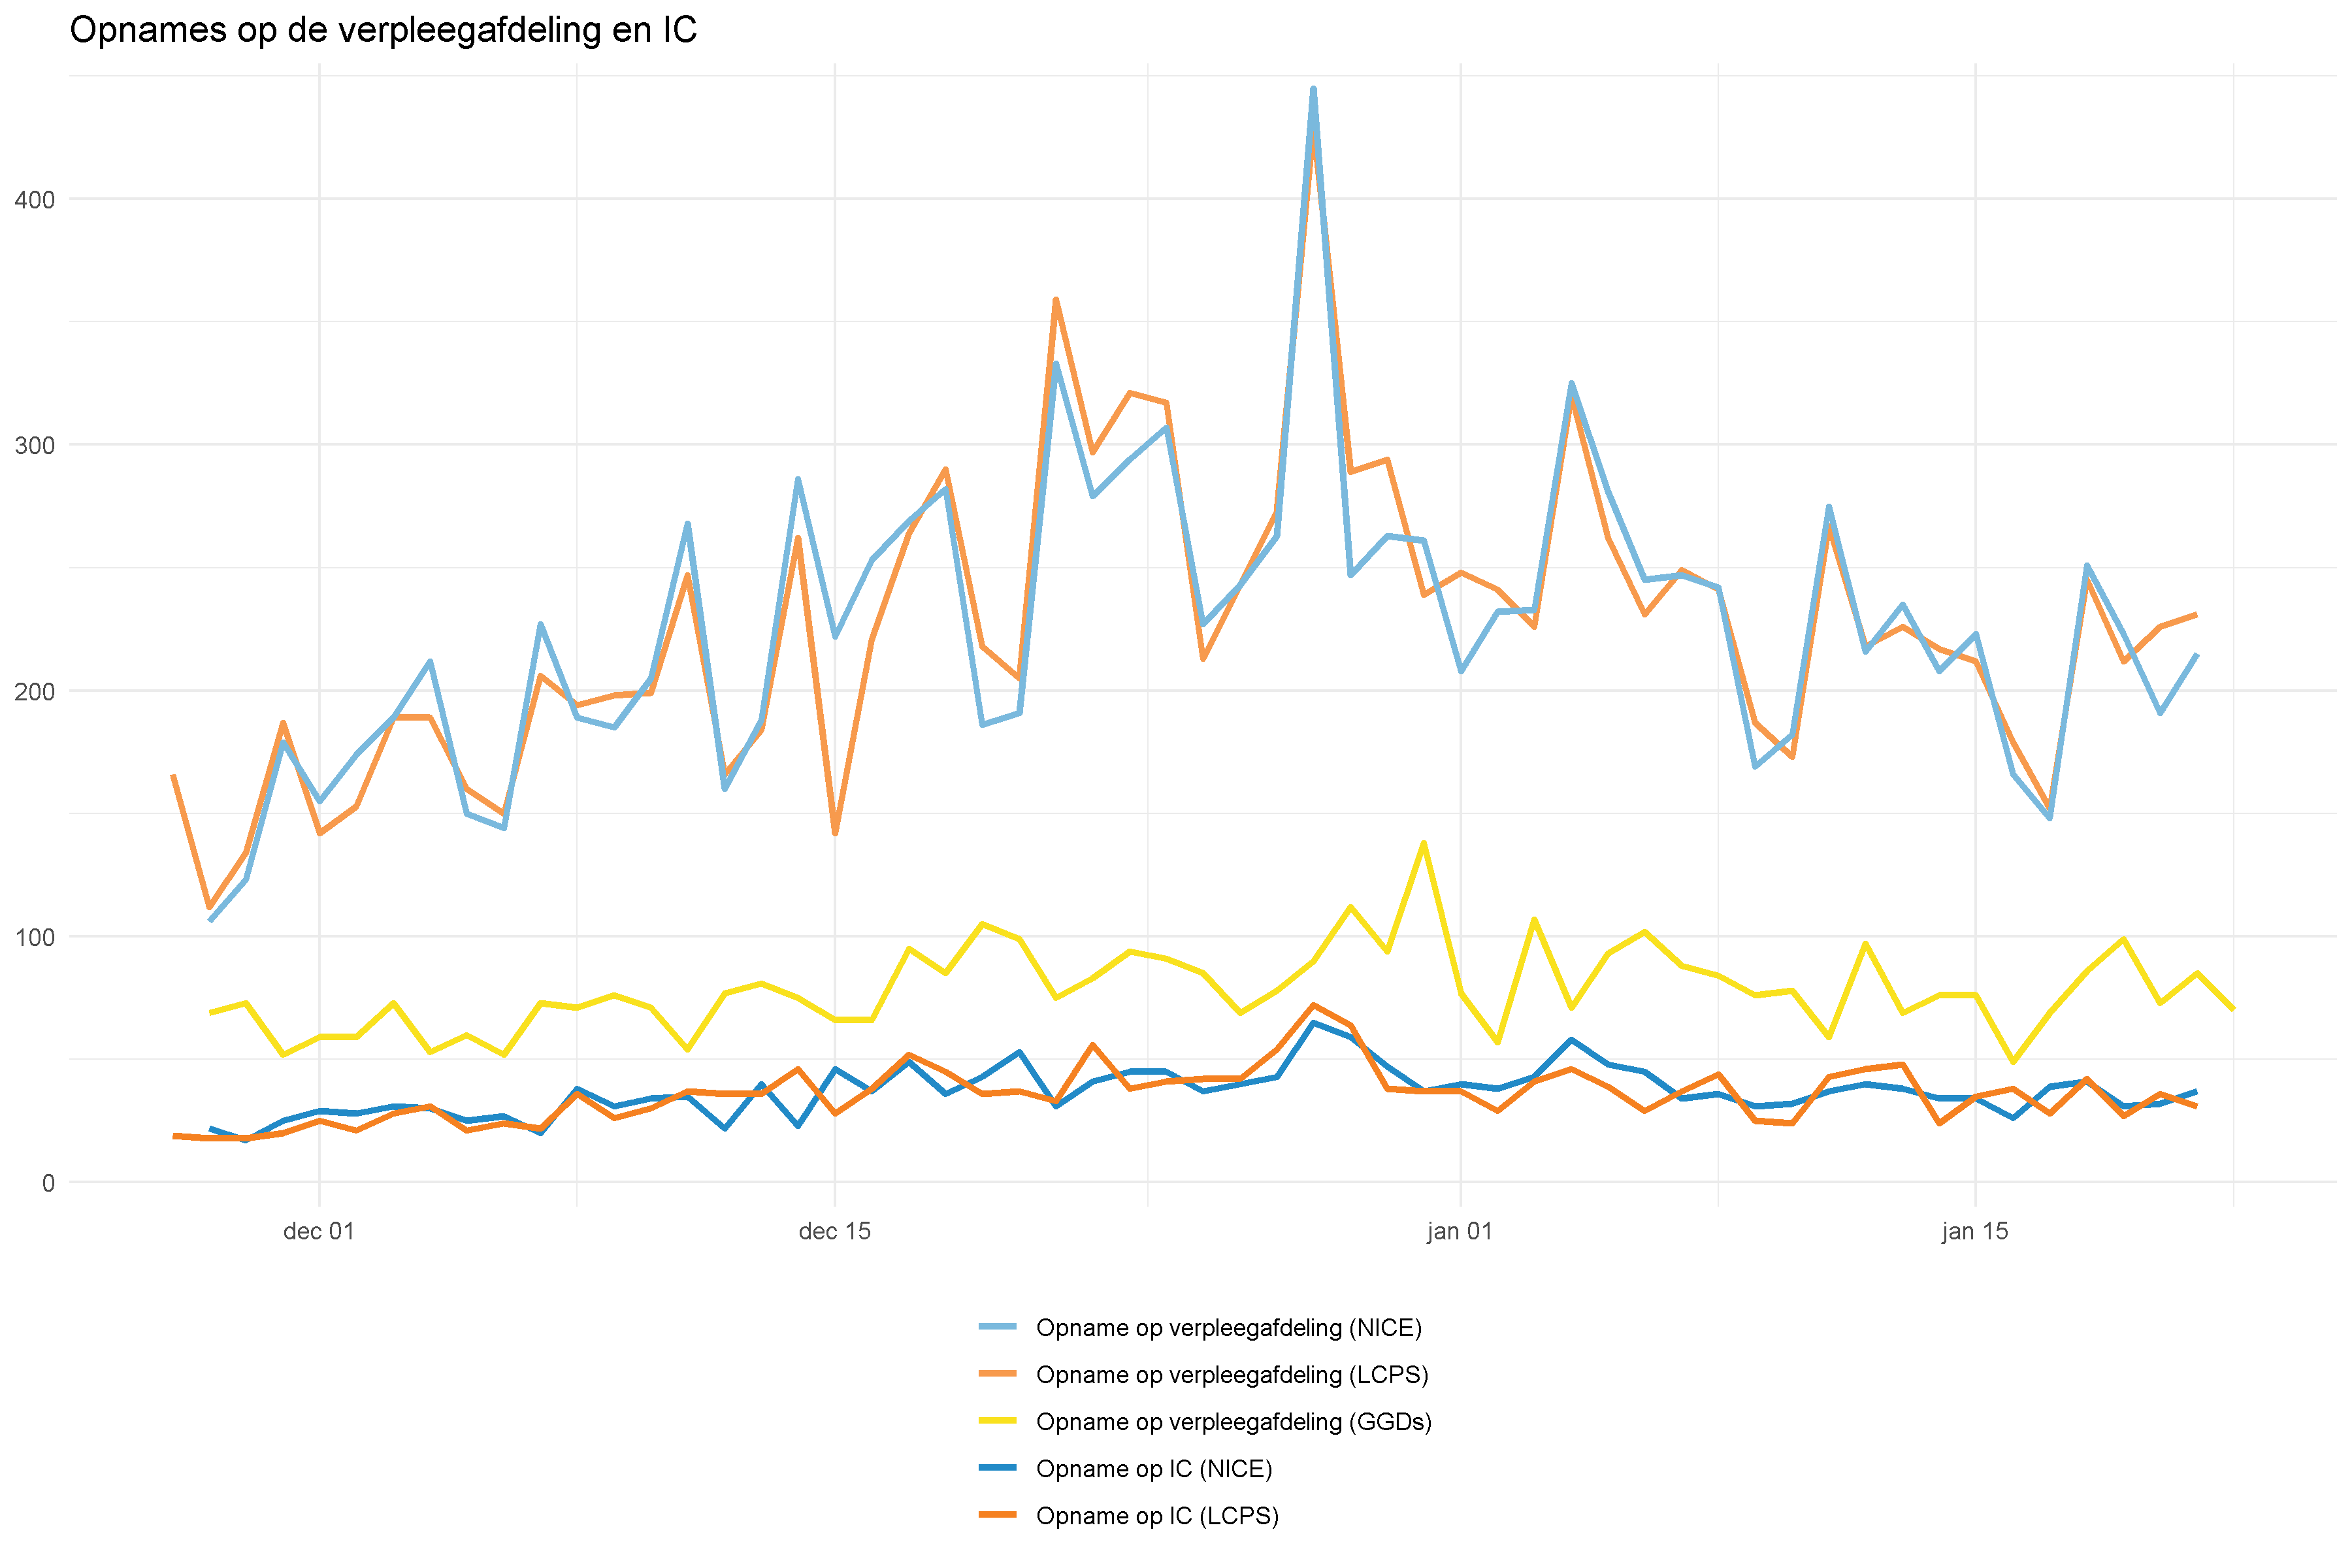 Opnames op de verpleegafdeling en IC
400
300
200
100
0
dec 01
dec 15
jan 01
jan 15
Opname op verpleegafdeling (NICE)
Opname op verpleegafdeling (LCPS)
Opname op verpleegafdeling (GGDs)
Opname op IC (NICE)
Opname op IC (LCPS)